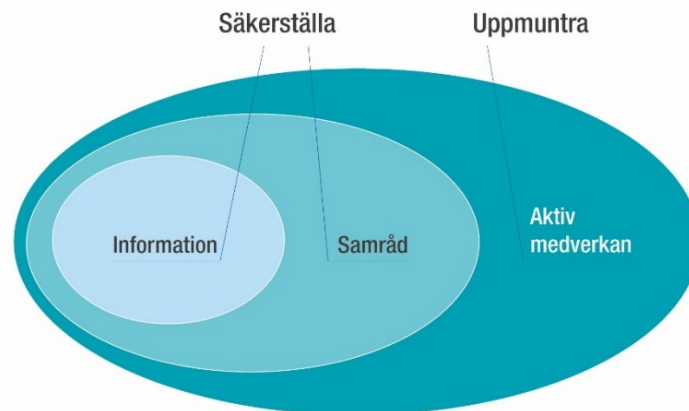 Säkerställa
Uppmuntra
Information
Samråd
Aktiv
medverkan